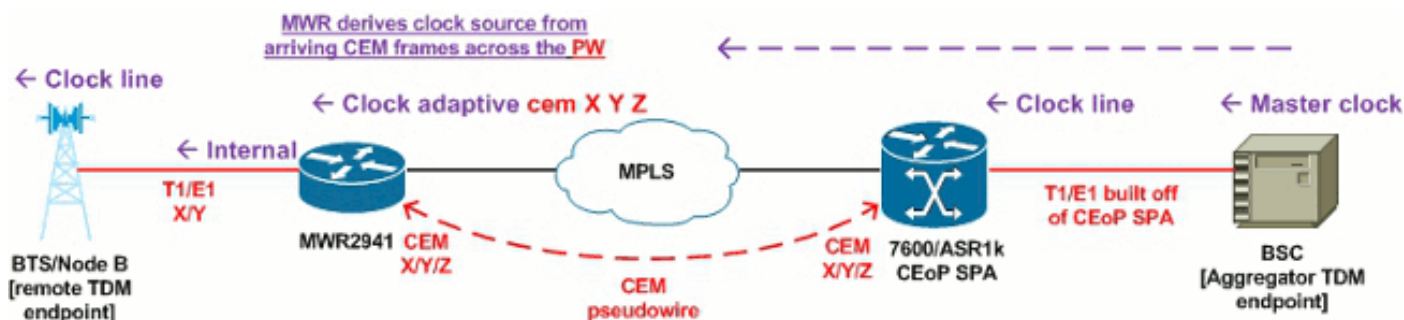 MWR derives clock source from
arriving CEM frames across the PW
← Clock line
← Clock adaptive cem X Y Z
← Clock line
← Master clock
← Internal
MPLS
T1/E1
X/Y
T1/E1 built off
of CEoP SPA
MWR2941
CEM
X/Y/Z
CEM
X/Y/Z
7600/ASR1k
CEoP SPA
BTS/Node B
[remote TDM
endpoint]
CEM
pseudowire
BSC
[Aggregator TDM
endpoint]